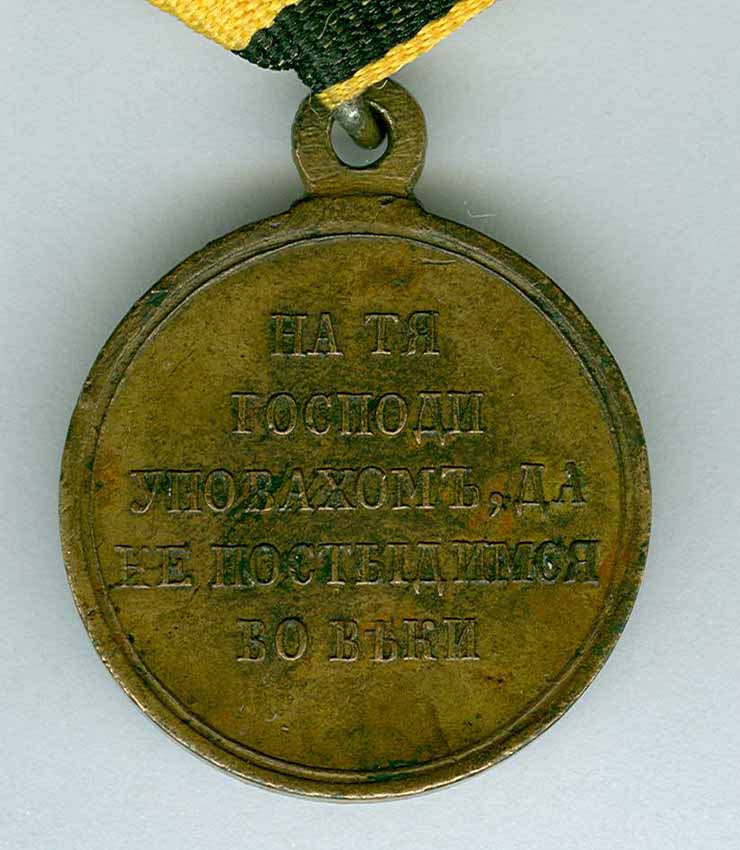 НА ТЯ
ГОСПОДИ
УПОВАХОМЪ, ДА
НЕ ПОСТЫДИМСЯ
ВО ВѢКИ